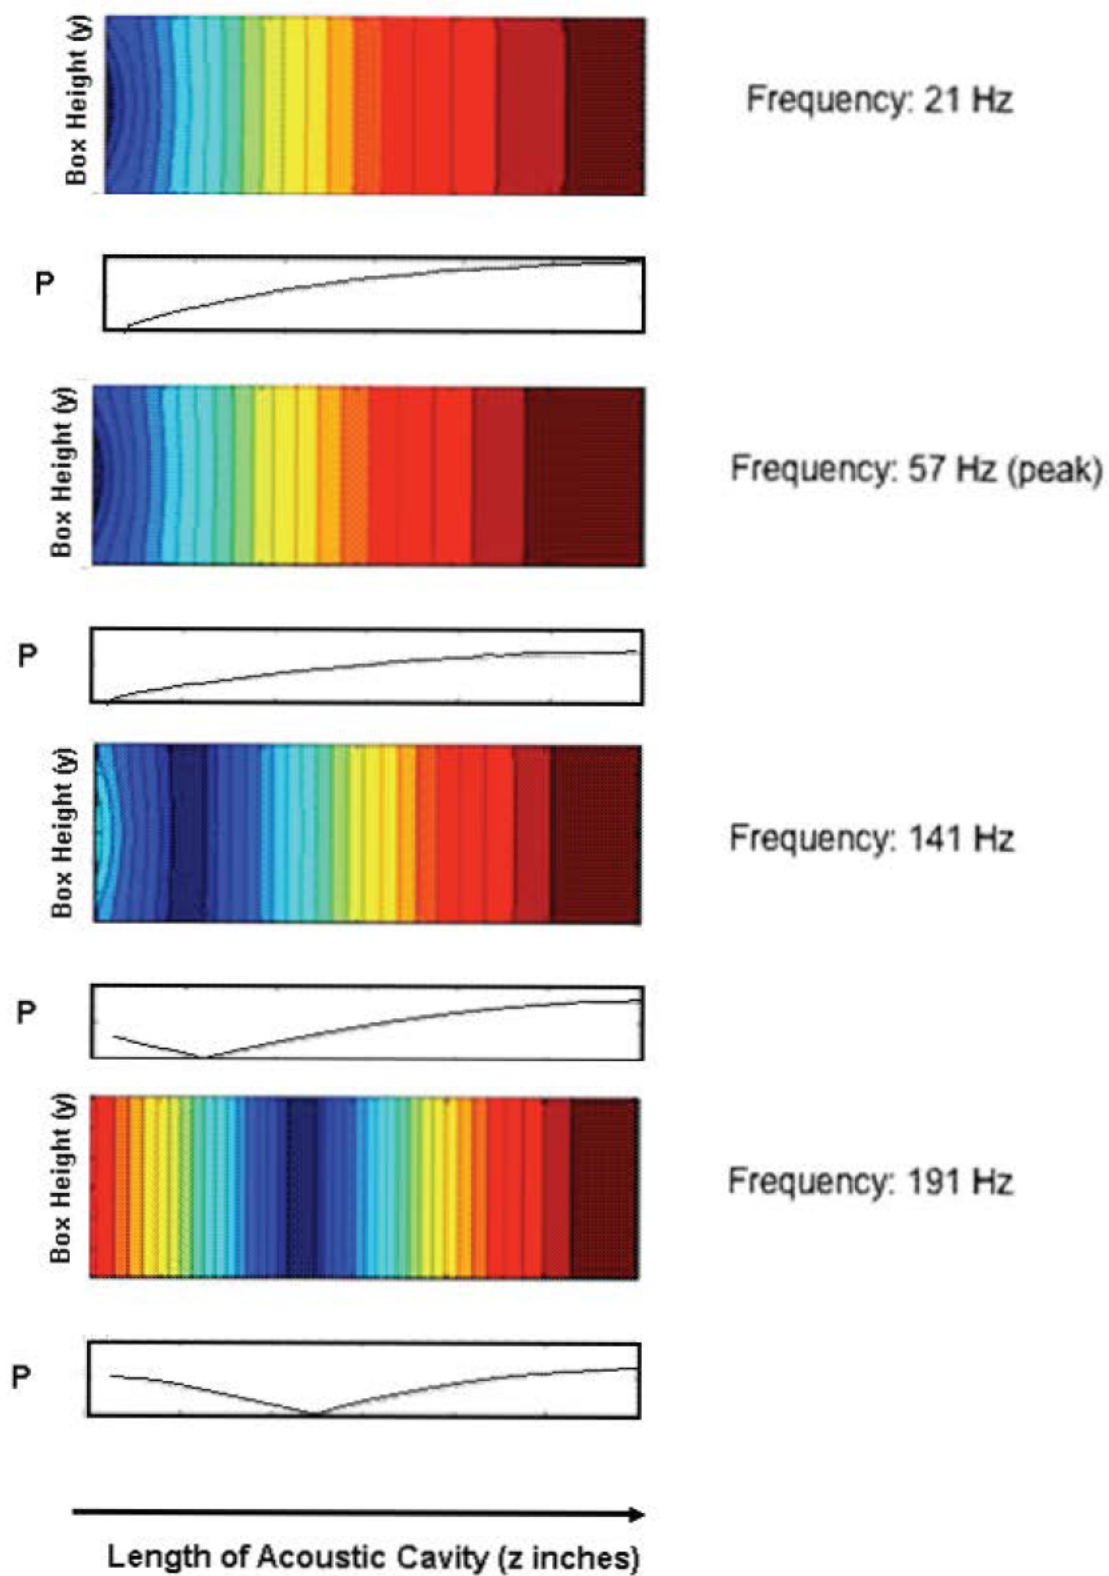 Box Height (y)
Frequency: 21 Hz
P
Box Height (y)
Frequency: 57 Hz (peak)
P
Box Height (y)
Frequency: 141 Hz
P
Box Height (y)
Frequency: 191 Hz
P
Length of Acoustic Cavity (z inches)